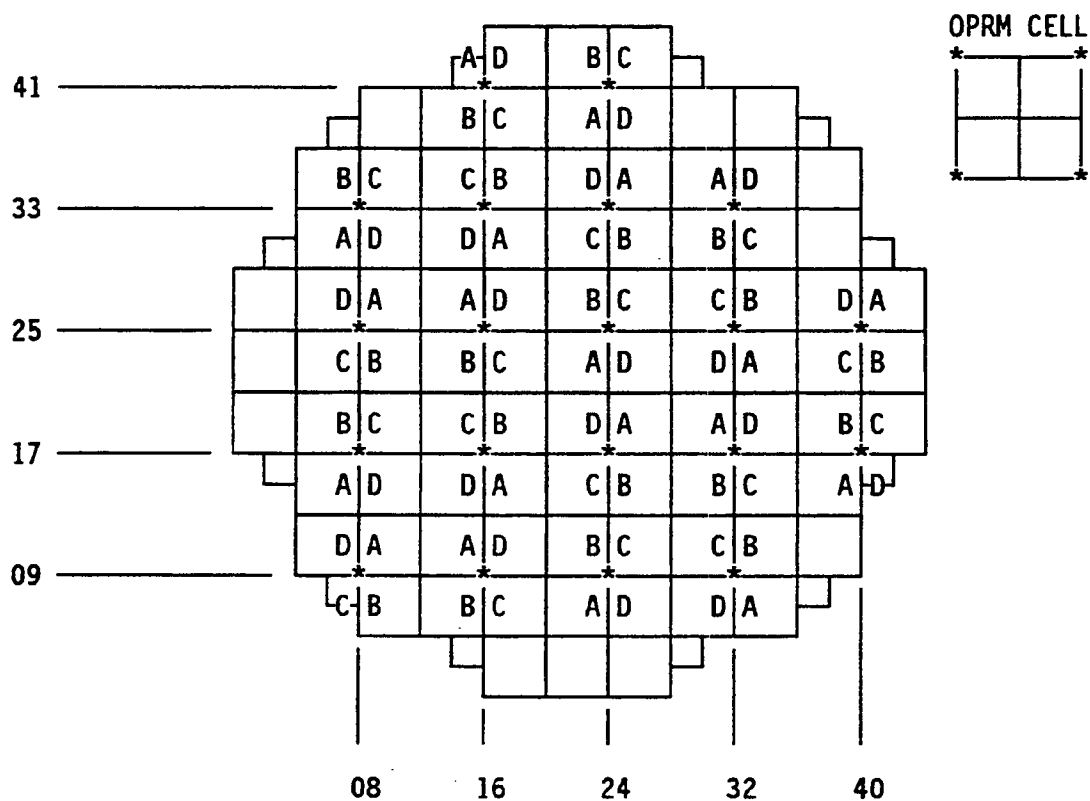 OPRM CELL
* *
* *
A D B C
41 * *
B C A D
B C C B D A A D
33 * * * *
A D D A C B B C
D A A D B C C B D A
25 * * * * *
C B B C A D D A C B
B C C B D A A D B C
17 * * * * *
A D D A C B B C A D
D A A D B C C B
09 * * * *
C B B C A D D A
08 16 24 32 40